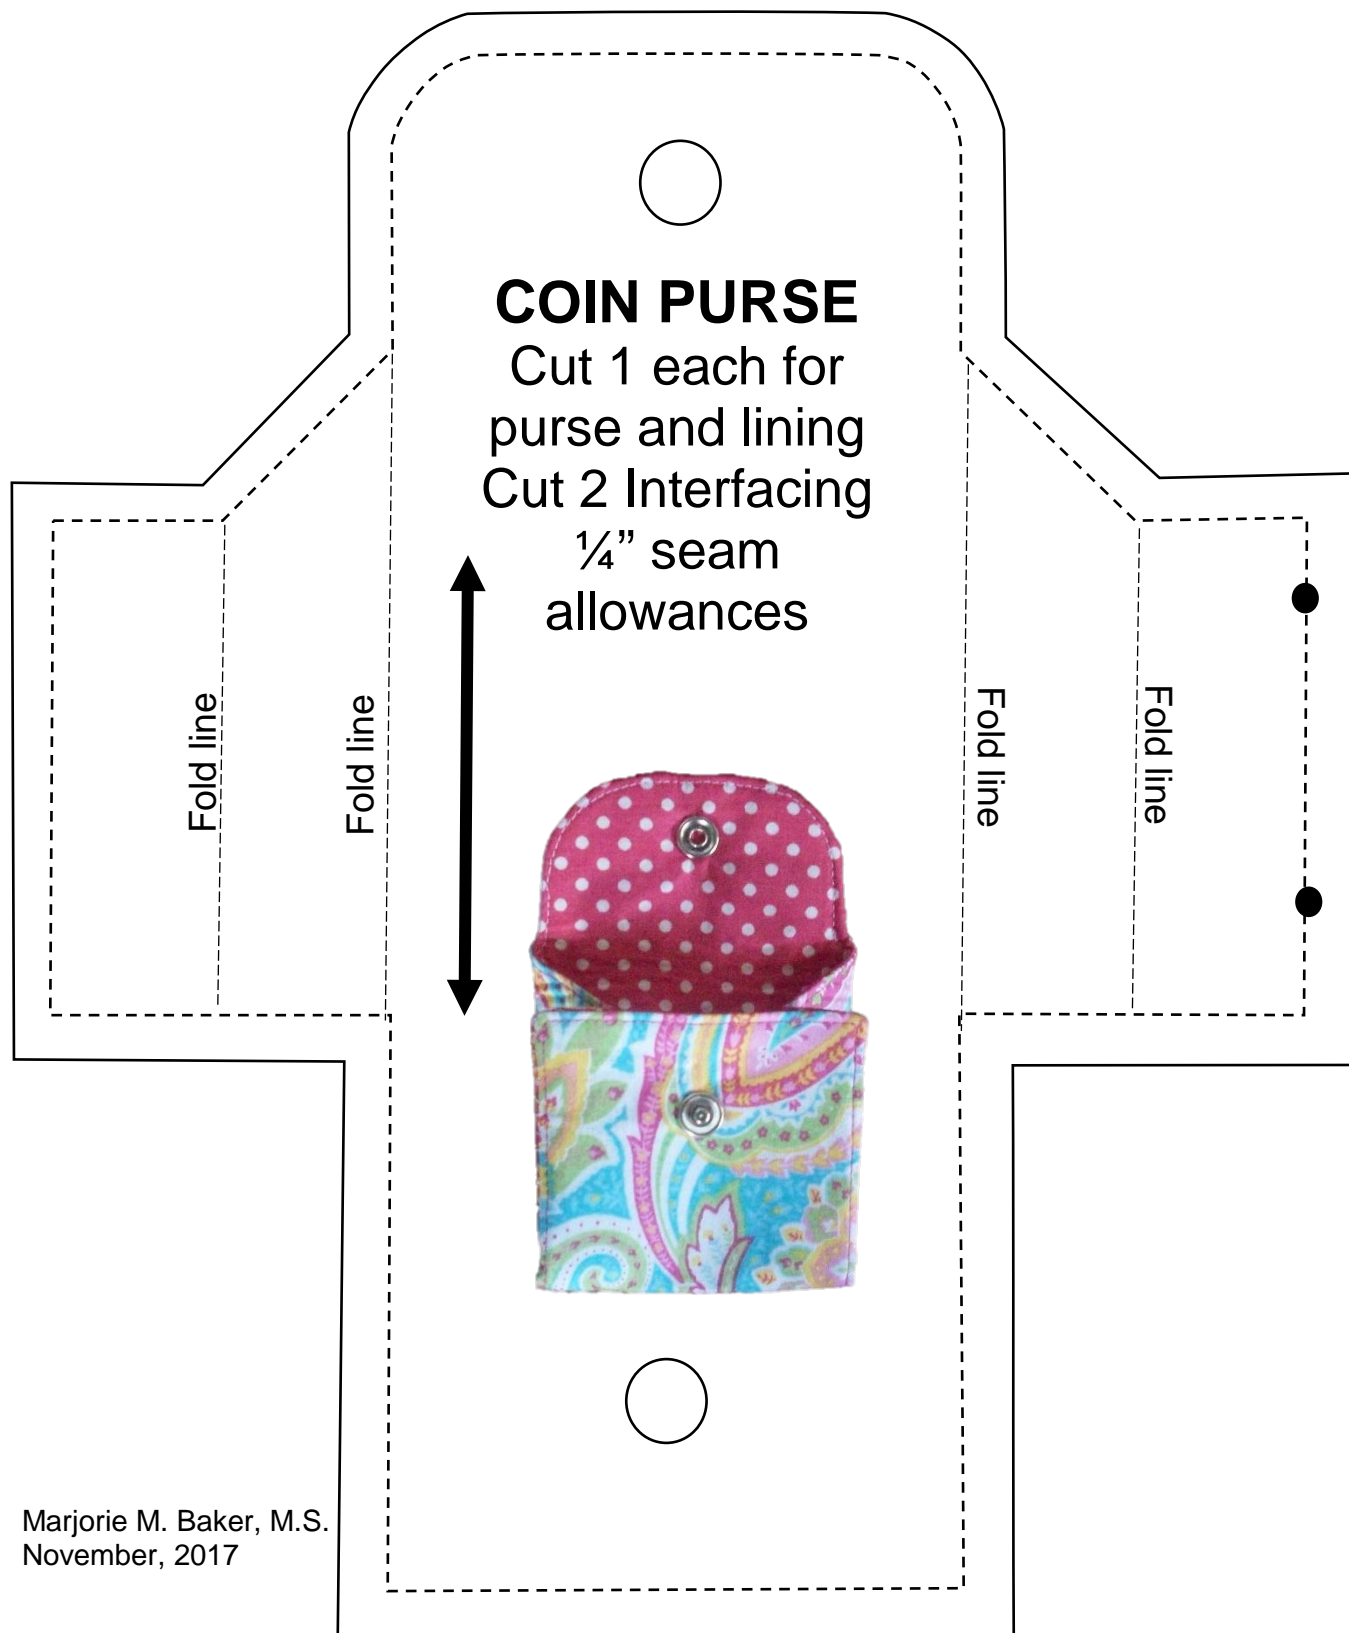 COIN PURSE
Cut 1 each for
purse and lining
Cut 2 Interfacing
¼” seam
allowances
Fold line
Fold line
Fold line
Fold line
Marjorie M. Baker, M.S.
November, 2017